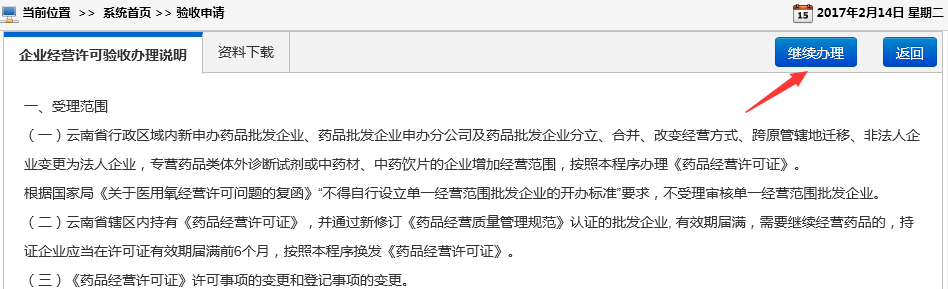 当前位置 >> 系统首页 >> 验收申请
15 2017年2月14日 星期二
企业经营许可验收办理说明 资料下载 继续办理 返回
一、受理范围
（一）云南省行政区域内新申办药品批发企业、药品批发企业申办分公司及药品批发企业分立、合并、改变经营方式、跨原管辖地迁移、非法人企
业变更为法人企业，专营药品类体外诊断试剂或中药材、中药饮片的企业增加经营范围，按照本程序办理《药品经营许可证》。
根据国家局《关于医用氧经营许可问题的复函》“不得自行设立单一经营范围批发企业的开办标准”要求，不受理审核单一经营范围批发企业。
（二）云南省辖区内持有《药品经营许可证》，并通过新修订《药品经营质量管理规范》认证的批发企业, 有效期届满，需要继续经营药品的，持
证企业应当在许可证有效期届满前6个月，按照本程序换发《药品经营许可证》。
（三）《药品经营许可证》许可事项的变更和登记事项的变更。